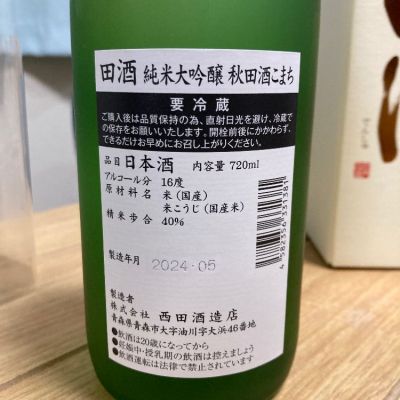 田酒 純米大吟醸 秋田酒こまち
要冷蔵
ご購入後は品質保持の為、直射日光を避け、冷蔵で
の保存をお願いいたします。開栓前後にかかわらず、
できるだけお早めにお召し上がりください。
品目 日本酒 内容量 720ml
アルコール分 16度
原材料名 米(国産)
米こうじ(国産米)
精米歩合 40%
4582356331381
製造年月 2024.05
製造者
株式会社 西田酒造店
青森県青森市大字油川字大浜46番地
●飲酒は20歳になってから
●妊娠中・授乳期の飲酒は控えましょう
●飲酒運転は法律で禁止されています